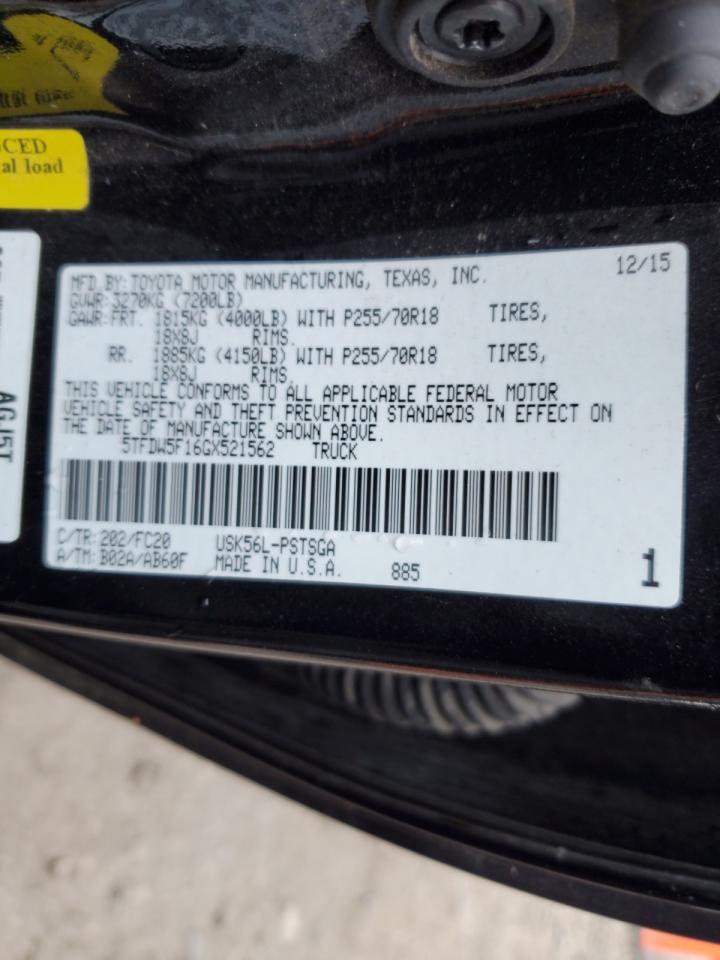 CED
al load
AGJ5T
MFD.BY:TOYOTA MOTOR MANUFACTURING, TEXAS, INC. 12/15
GVWR:3270KG (7200LB)
GAWR:FRT. 1815KG (4000LB) WITH P255/70R18 TIRES,
18X8J RIMS.
RR. 1885KG (4150LB) WITH P255/70R18 TIRES,
18X8J RIMS.
THIS VEHICLE CONFORMS TO ALL APPLICABLE FEDERAL MOTOR
VEHICLE SAFETY AND THEFT PREVENTION STANDARDS IN EFFECT ON
THE DATE OF MANUFACTURE SHOWN ABOVE.
5TFDW5F16GX521562 TRUCK
C/TR:202/FC20 USK56L-PSTSGA
A/TM:B02A/AB60F MADE IN U.S.A. 885 1